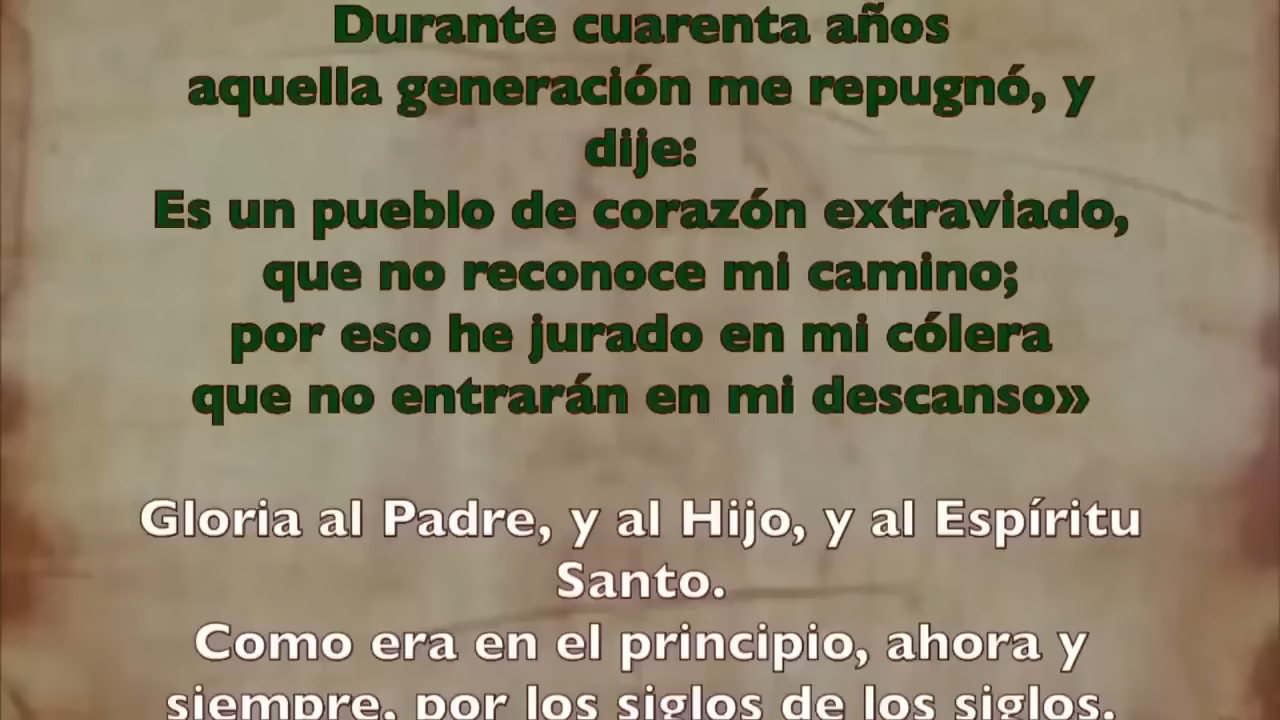 Durante cuarenta años
aquella generación me repugnó, y
dije:
Es un pueblo de corazón extraviado,
que no reconoce mi camino;
por eso he jurado en mi cólera
que no entrarán en mi descanso»
Gloria al Padre, y al Hijo, y al Espíritu
Santo.
Como era en el principio, ahora y
siempre, por los siglos de los siglos.